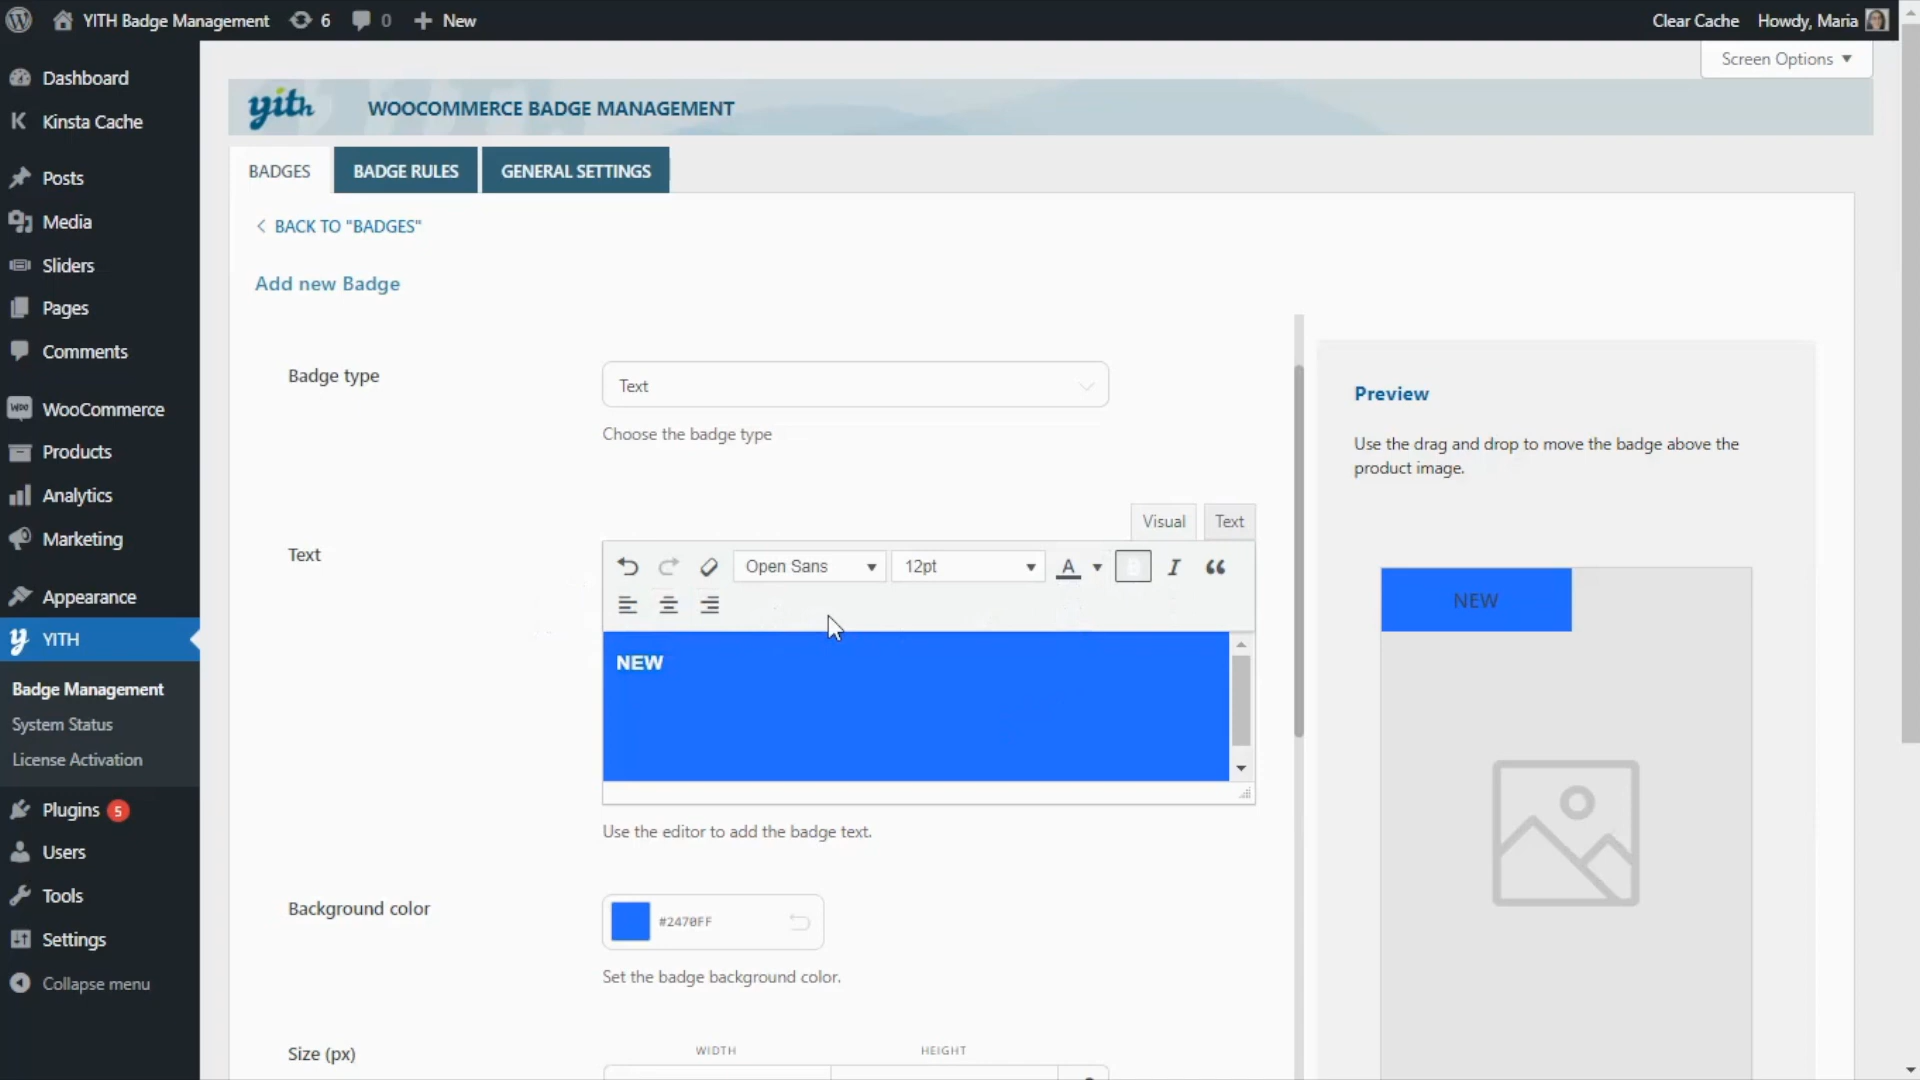 YITH Badge Management 6 0 New Clear Cache Howdy, Maria
Screen Options
Dashboard
Kinsta Cache
Posts
Media
Sliders
Pages
Comments
WooCommerce
Products
Analytics
Marketing
Appearance
YITH
Badge Management
System Status
License Activation
Plugins 5
Users
Tools
Settings
Collapse menu
yith WOOCOMMERCE BADGE MANAGEMENT
BADGES BADGE RULES GENERAL SETTINGS
BACK TO "BADGES"
Add new Badge
Badge type
Text
Choose the badge type
Visual Text
Text
Open Sans 12pt A B I
NEW
Use the editor to add the badge text.
Background color
#2470FF
Set the badge background color.
Size (px)
WIDTH HEIGHT
Preview
Use the drag and drop to move the badge above the
product image.
NEW